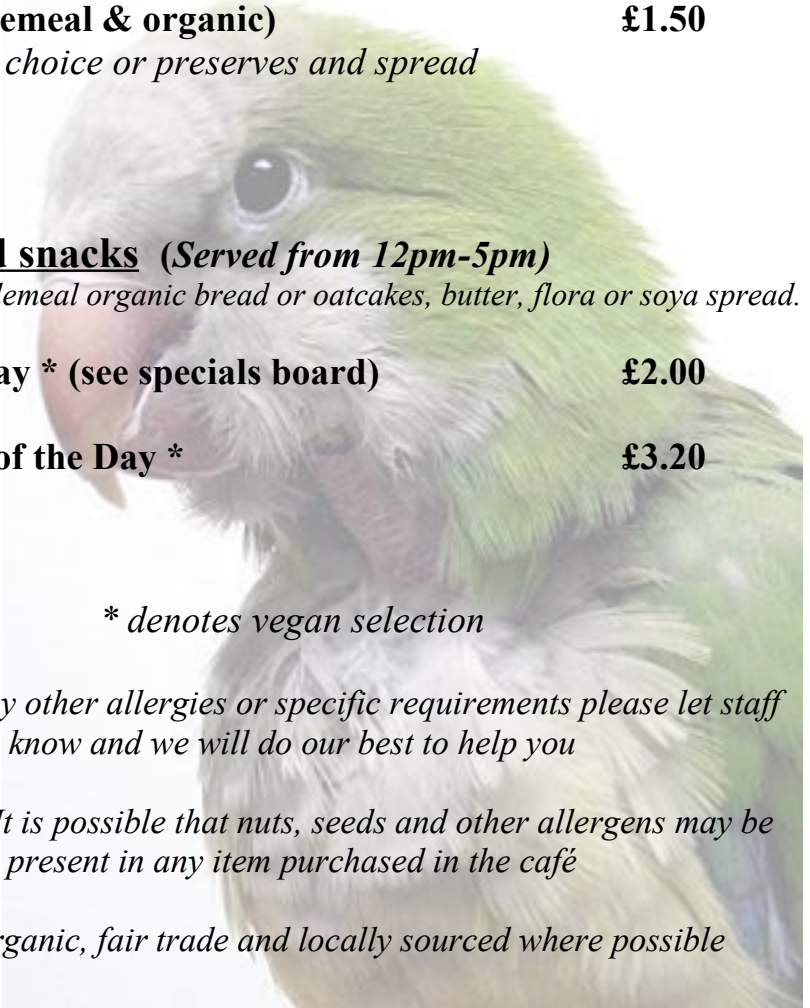 emeal & organic) £1.50
choice or preserves and spread
snacks (Served from 12pm-5pm)
lemeal organic bread or oatcakes, butter, flora or soya spread.
ay * (see specials board) £2.00
of the Day * £3.20
* denotes vegan selection
y other allergies or specific requirements please let staff
know and we will do our best to help you
It is possible that nuts, seeds and other allergens may be
present in any item purchased in the café
rganic, fair trade and locally sourced where possible